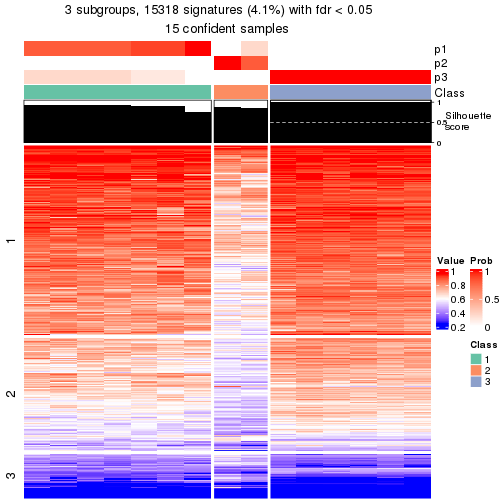 3 subgroups, 15318 signatures (4.1%) with fdr < 0.05
15 confident samples
p1
p2
p3
Class
1
0.5
0
Silhouette
score
1
2
3
Value
1
0.8
0.6
0.4
0.2
Prob
1
0.5
0
Class
1
2
3